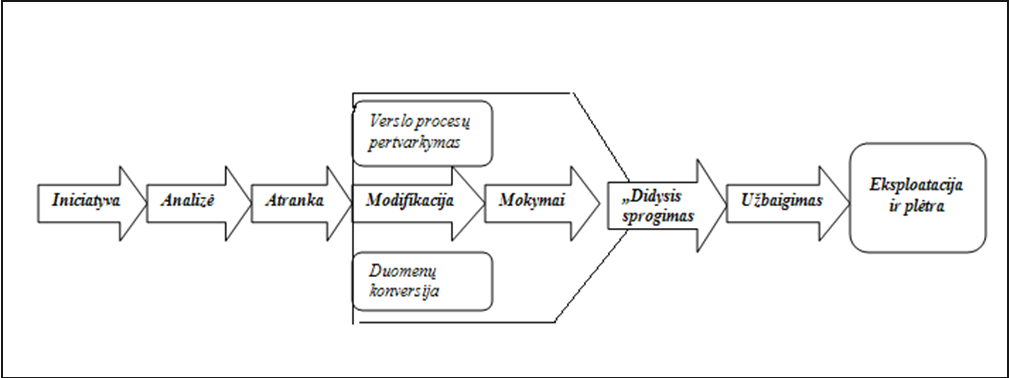 Verslo procesų
pertvarkymas
Iniciatyva
Analizė
Atranka
Modifikacija
Mokymai
„Didysis
sprogimas
Užbaigimas
Eksploatacija
ir plėtra
Duomenų
konversija